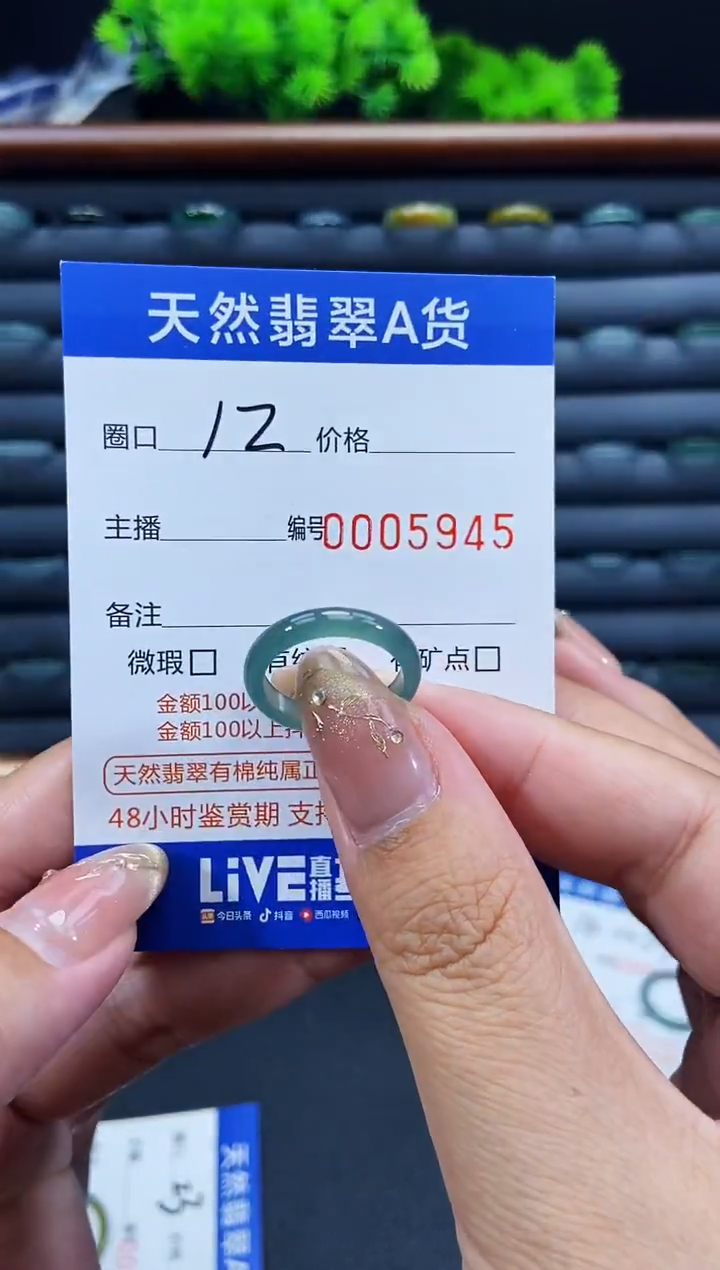 天然翡翠A货
圈口 12 价格
主播 编号0005945
备注
微瑕□ 有纹 矿点□
金额100以
金额100以上
天然翡翠有棉纯属正
48小时鉴赏期 支
LiVE直播
今日头条 抖音 西瓜视频
天然翡翠